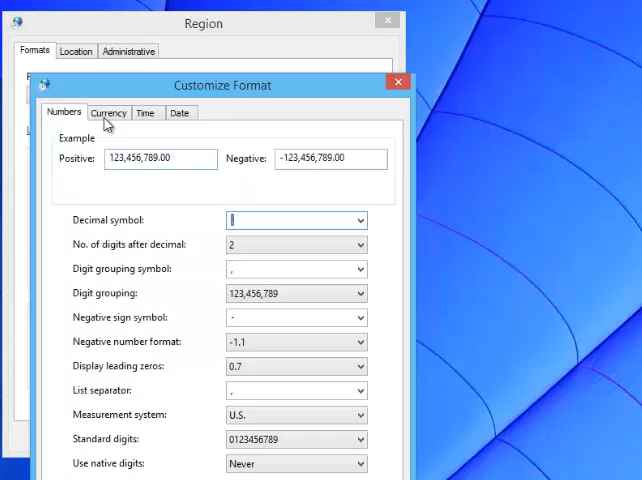 Region
Formats Location Administrative
Customize Format
Numbers Currency Time Date
Example
Positive: 123,456,789.00 Negative: -123,456,789.00
Decimal symbol: .
No. of digits after decimal: 2
Digit grouping symbol: ,
Digit grouping: 123,456,789
Negative sign symbol: -
Negative number format: -1.1
Display leading zeros: 0.7
List separator: ,
Measurement system: U.S.
Standard digits: 0123456789
Use native digits: Never